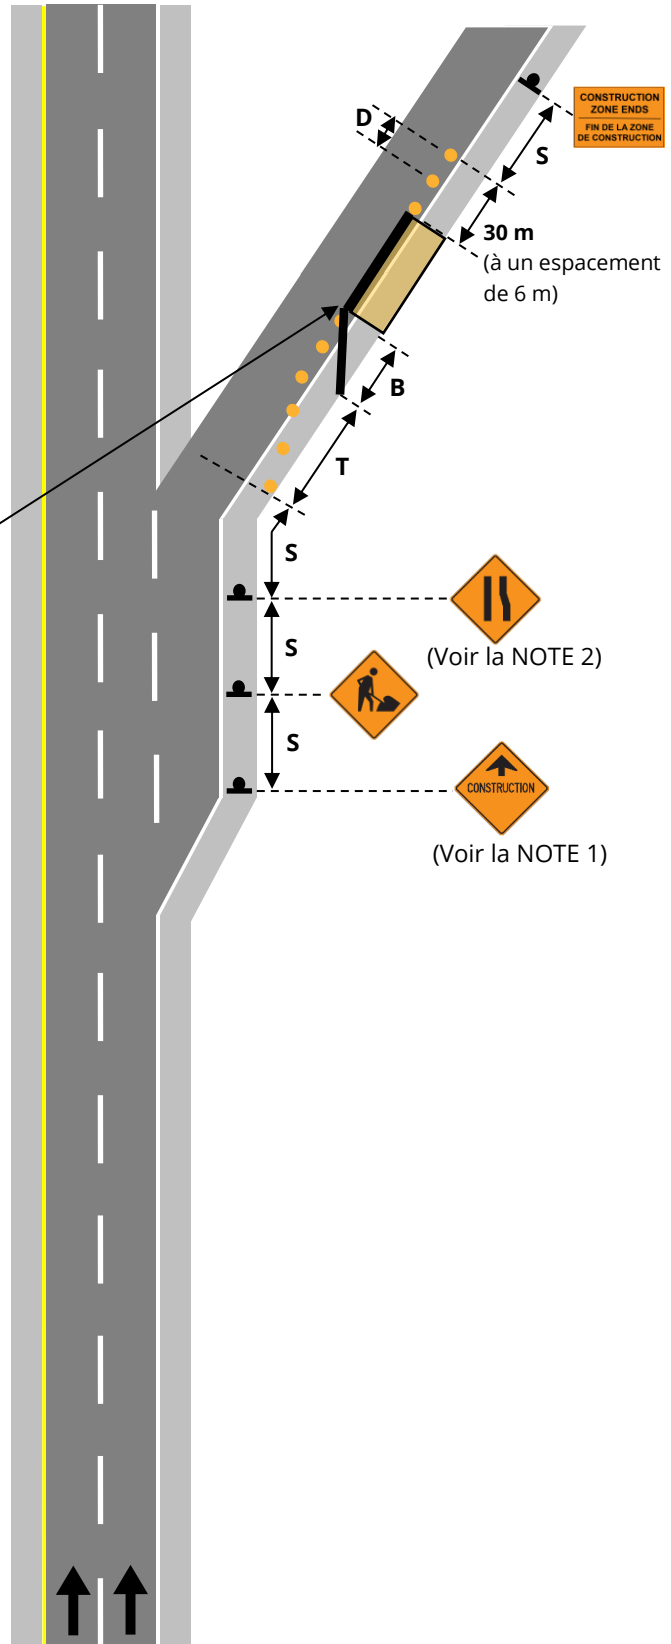 CONSTRUCTION
ZONE ENDS
FIN DE LA ZONE
DE CONSTRUCTION
D
S
30 m
(à un espacement
de 6 m)
B
T
S
(Voir la NOTE 2)
S
S
CONSTRUCTION
(Voir la NOTE 1)